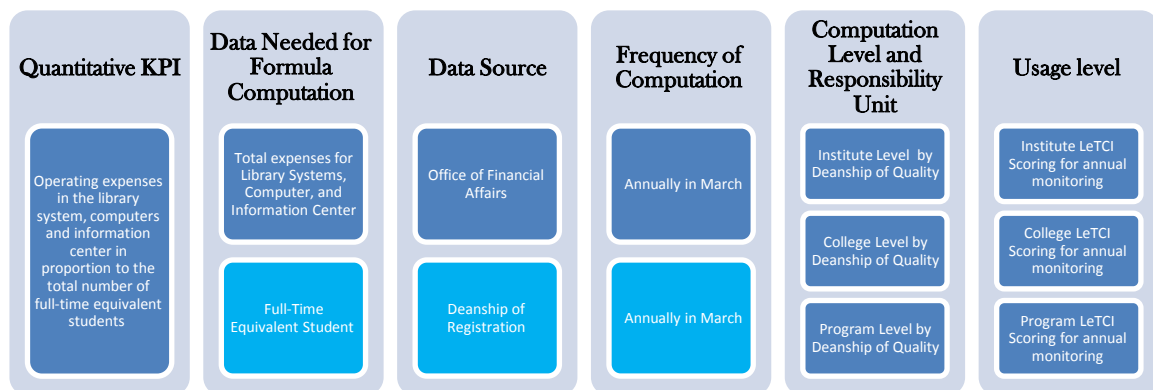 Quantitative KPI
Operating expenses
in the library
system, computers
and information
center in
proportion to the
total number of
full-time equivalent
students
Data Needed for
Formula
Computation
Total expenses for
Library Systems,
Computer, and
Information Center
Full-Time
Equivalent Student
Data Source
Office of Financial
Affairs
Deanship of
Registration
Frequency of
Computation
Annually in March
Annually in March
Computation
Level and
Responsibility
Unit
Institute Level by
Deanship of Quality
College Level by
Deanship of Quality
Program Level by
Deanship of Quality
Usage level
Institute LeTCI
Scoring for annual
monitoring
College LeTCI
Scoring for annual
monitoring
Program LeTCI
Scoring for annual
monitoring